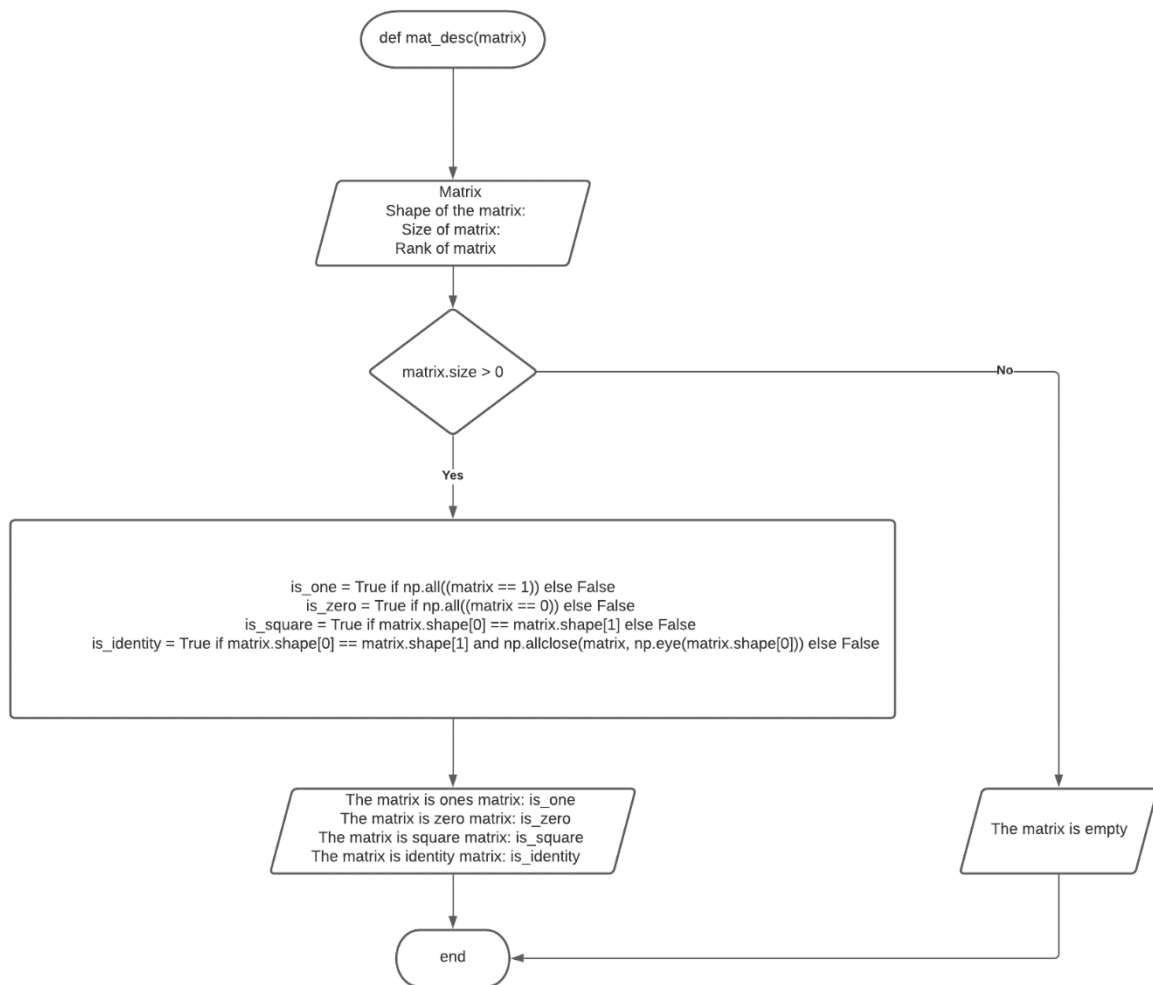 def mat_desc(matrix)
Matrix
Shape of the matrix:
Size of matrix:
Rank of matrix
matrix.size > 0
No
Yes
is_one = True if np.all((matrix == 1)) else False
is_zero = True if np.all((matrix == 0)) else False
is_square = True if matrix.shape[0] == matrix.shape[1] else False
is_identity = True if matrix.shape[0] == matrix.shape[1] and np.allclose(matrix, np.eye(matrix.shape[0])) else False
The matrix is ones matrix: is_one
The matrix is zero matrix: is_zero
The matrix is square matrix: is_square
The matrix is identity matrix: is_identity
The matrix is empty
end